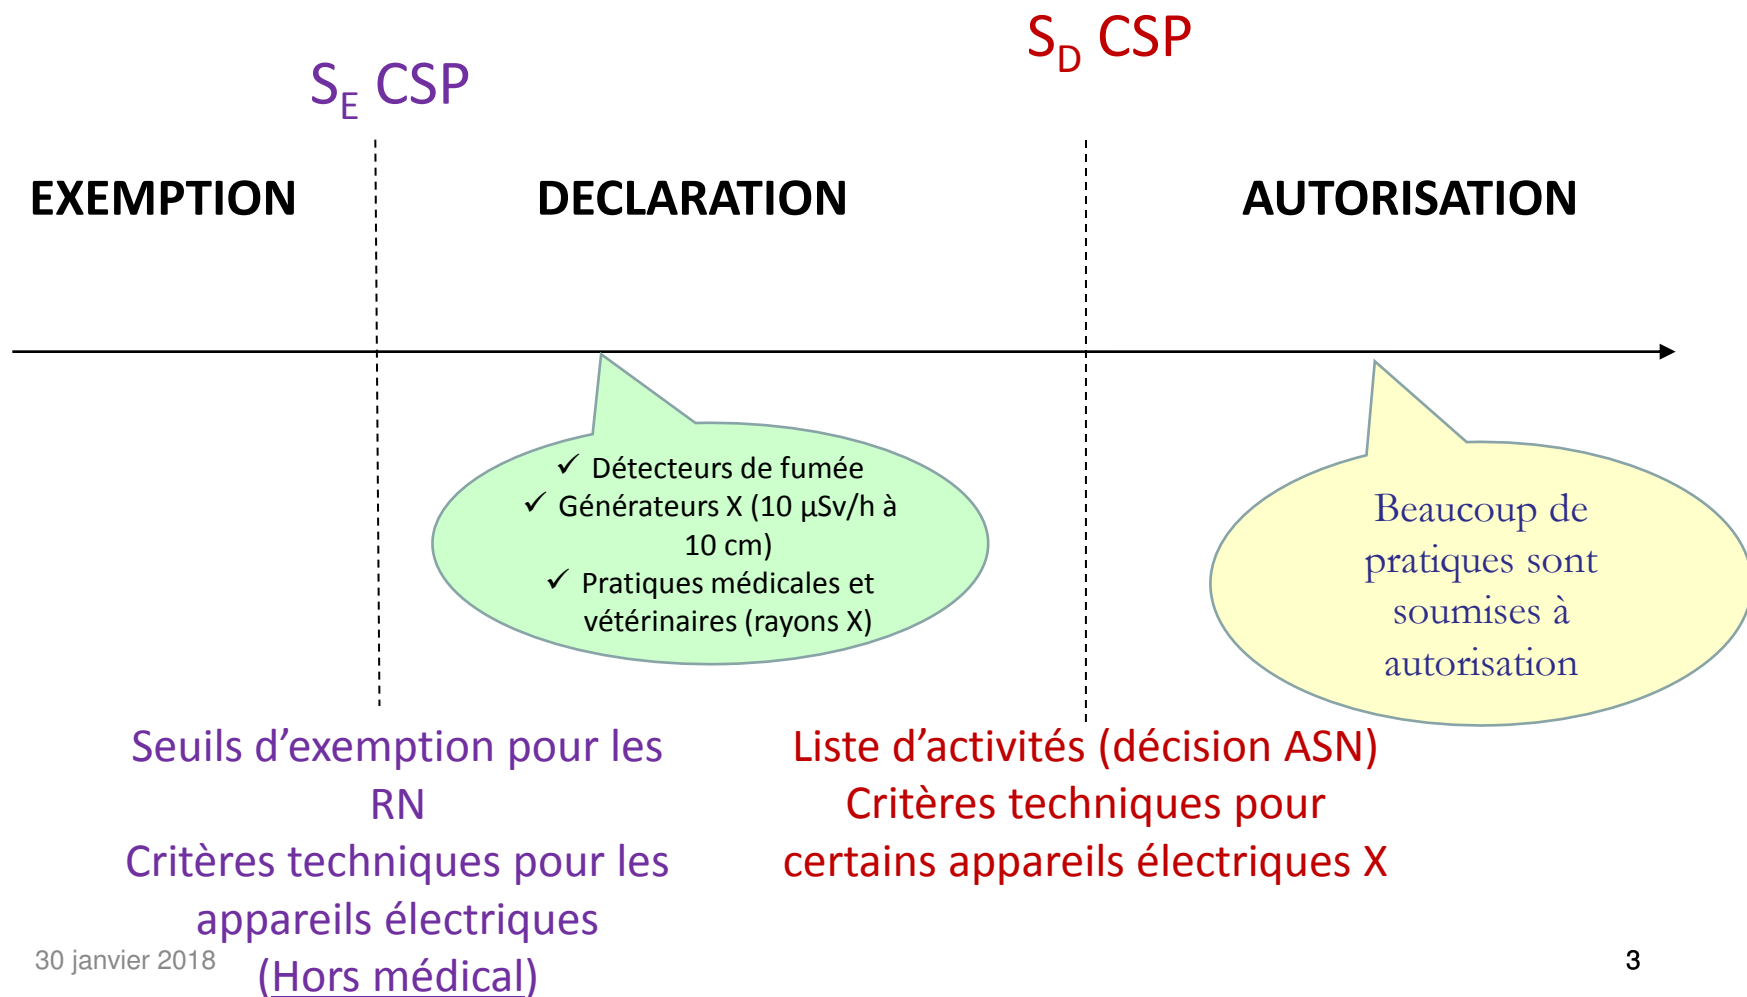 S_D CSP
S_E CSP
EXEMPTION
DECLARATION
AUTORISATION
✓ Détecteurs de fumée
✓ Générateurs X (10 µSv/h à
10 cm)
✓ Pratiques médicales et
vétérinaires (rayons X)
Beaucoup de
pratiques sont
soumises à
autorisation
Seuils d’exemption pour les
RN
Critères techniques pour les
appareils électriques
(Hors médical)
Liste d’activités (décision ASN)
Critères techniques pour
certains appareils électriques X
30 janvier 2018
3